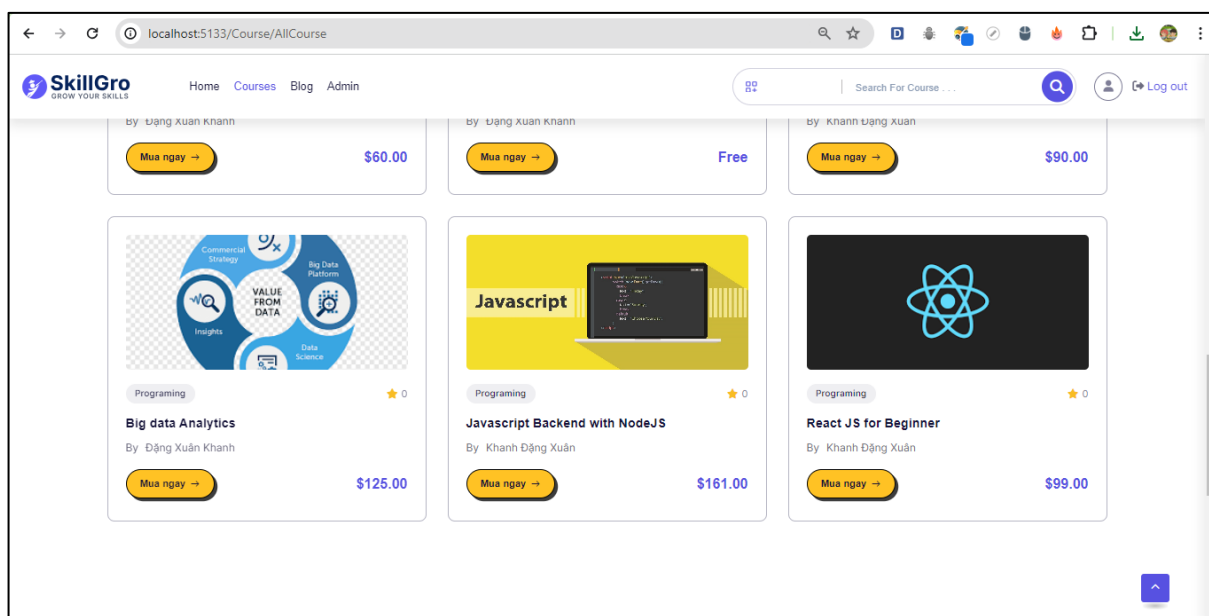 localhost:5133/Course/AllCourse
SkillGro
GROW YOUR SKILLS
Home Courses Blog Admin
Search For Course . . .
Log out
By Đặng Xuân Khanh
By Đặng Xuân Khanh
By Khanh Đặng Xuân
Mua ngay → $60.00
Mua ngay → Free
Mua ngay → $90.00
Commercial
Strategy
Big Data
Platform
VALUE
FROM
DATA
Insights
Data
Science
Programing 0
Big data Analytics
By Đặng Xuân Khanh
Mua ngay → $125.00
Javascript
Programing 0
Javascript Backend with NodeJS
By Khanh Đặng Xuân
Mua ngay → $161.00
Programing 0
React JS for Beginner
By Khanh Đặng Xuân
Mua ngay → $99.00